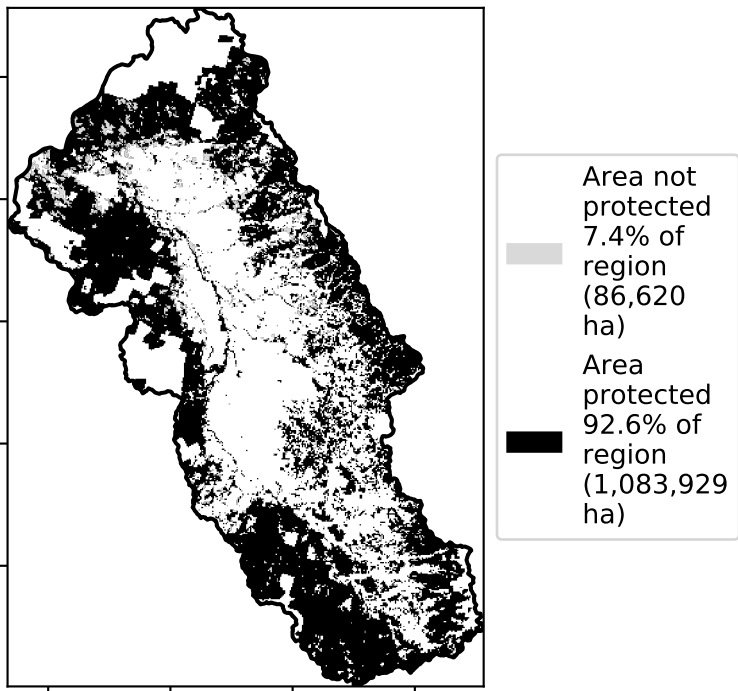 Area not
protected
7.4% of
region
(86,620
ha)
Area
protected
92.6% of
region
(1,083,929
ha)